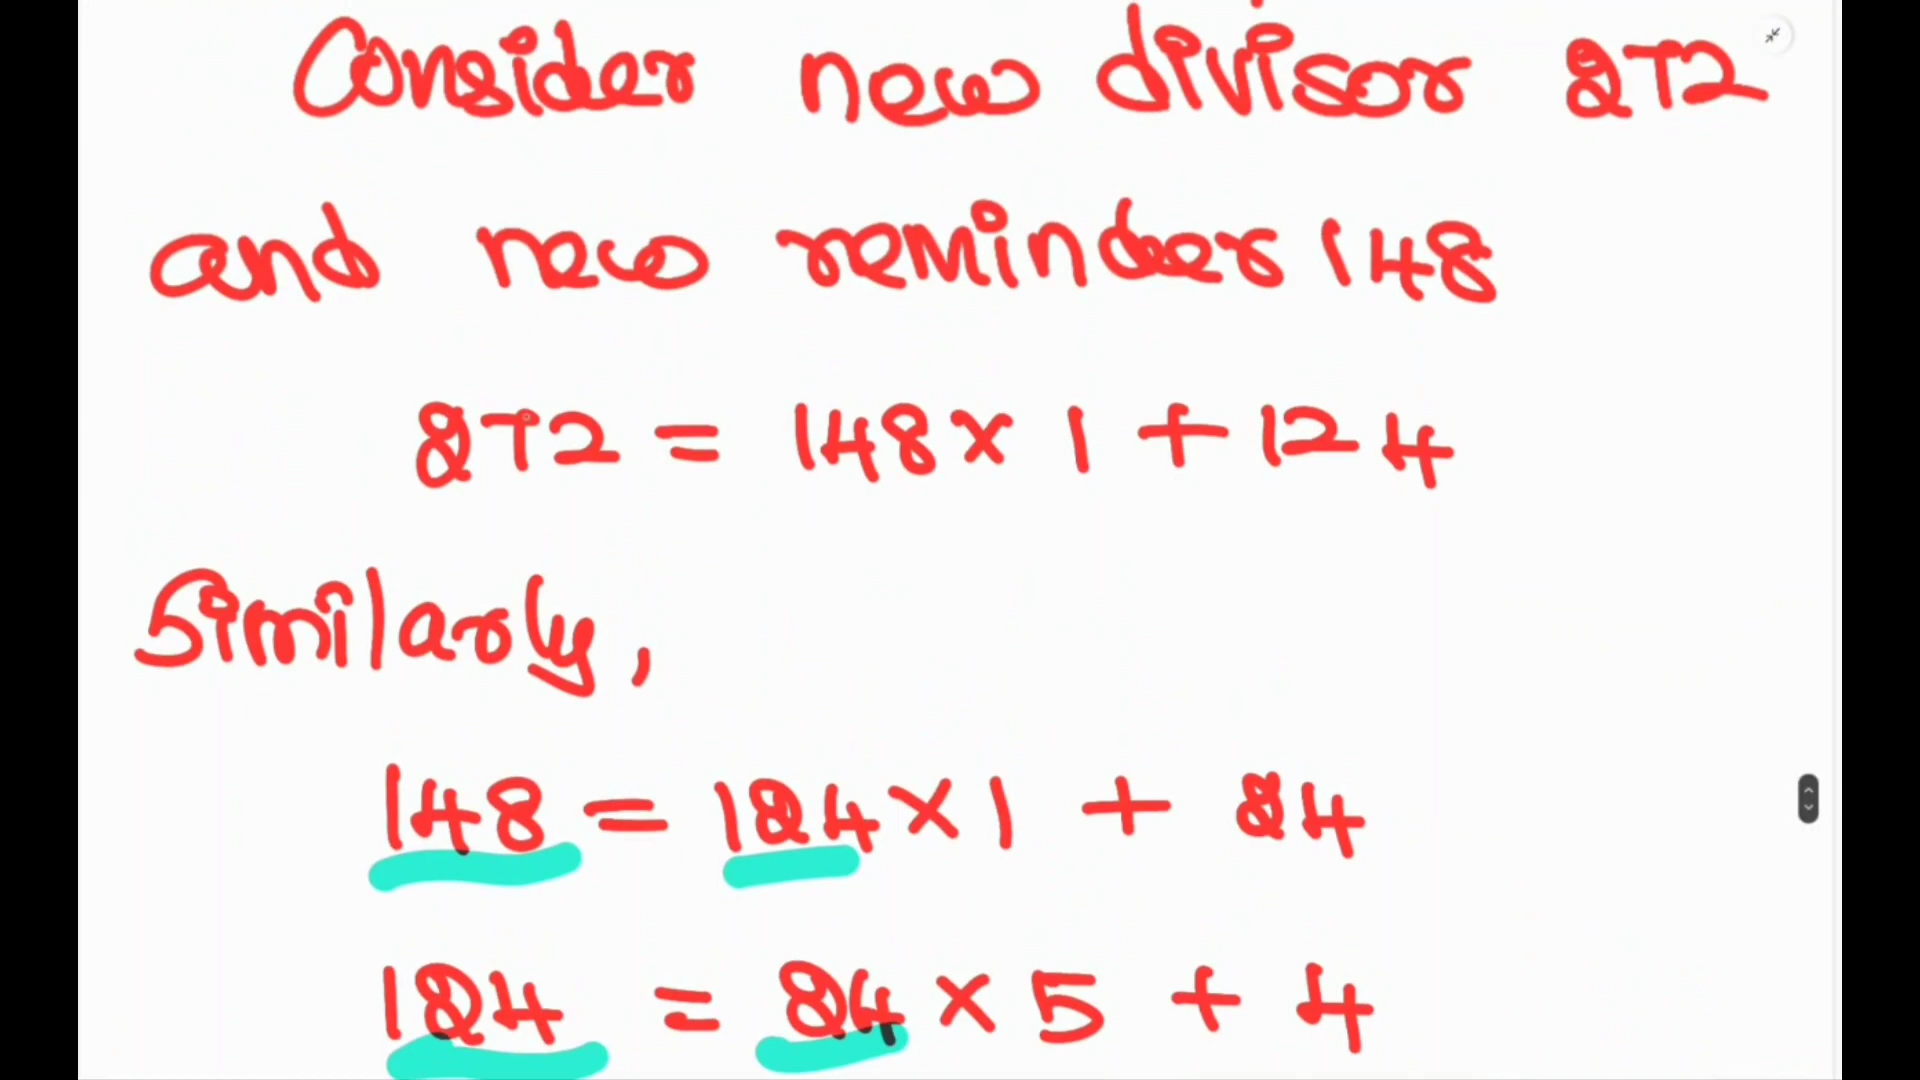 Consider new divisor 272
and new reminder 148
272 = 148 × 1 + 124
Similarly,
148 = 124 × 1 + 24
124 = 24 × 5 + 4